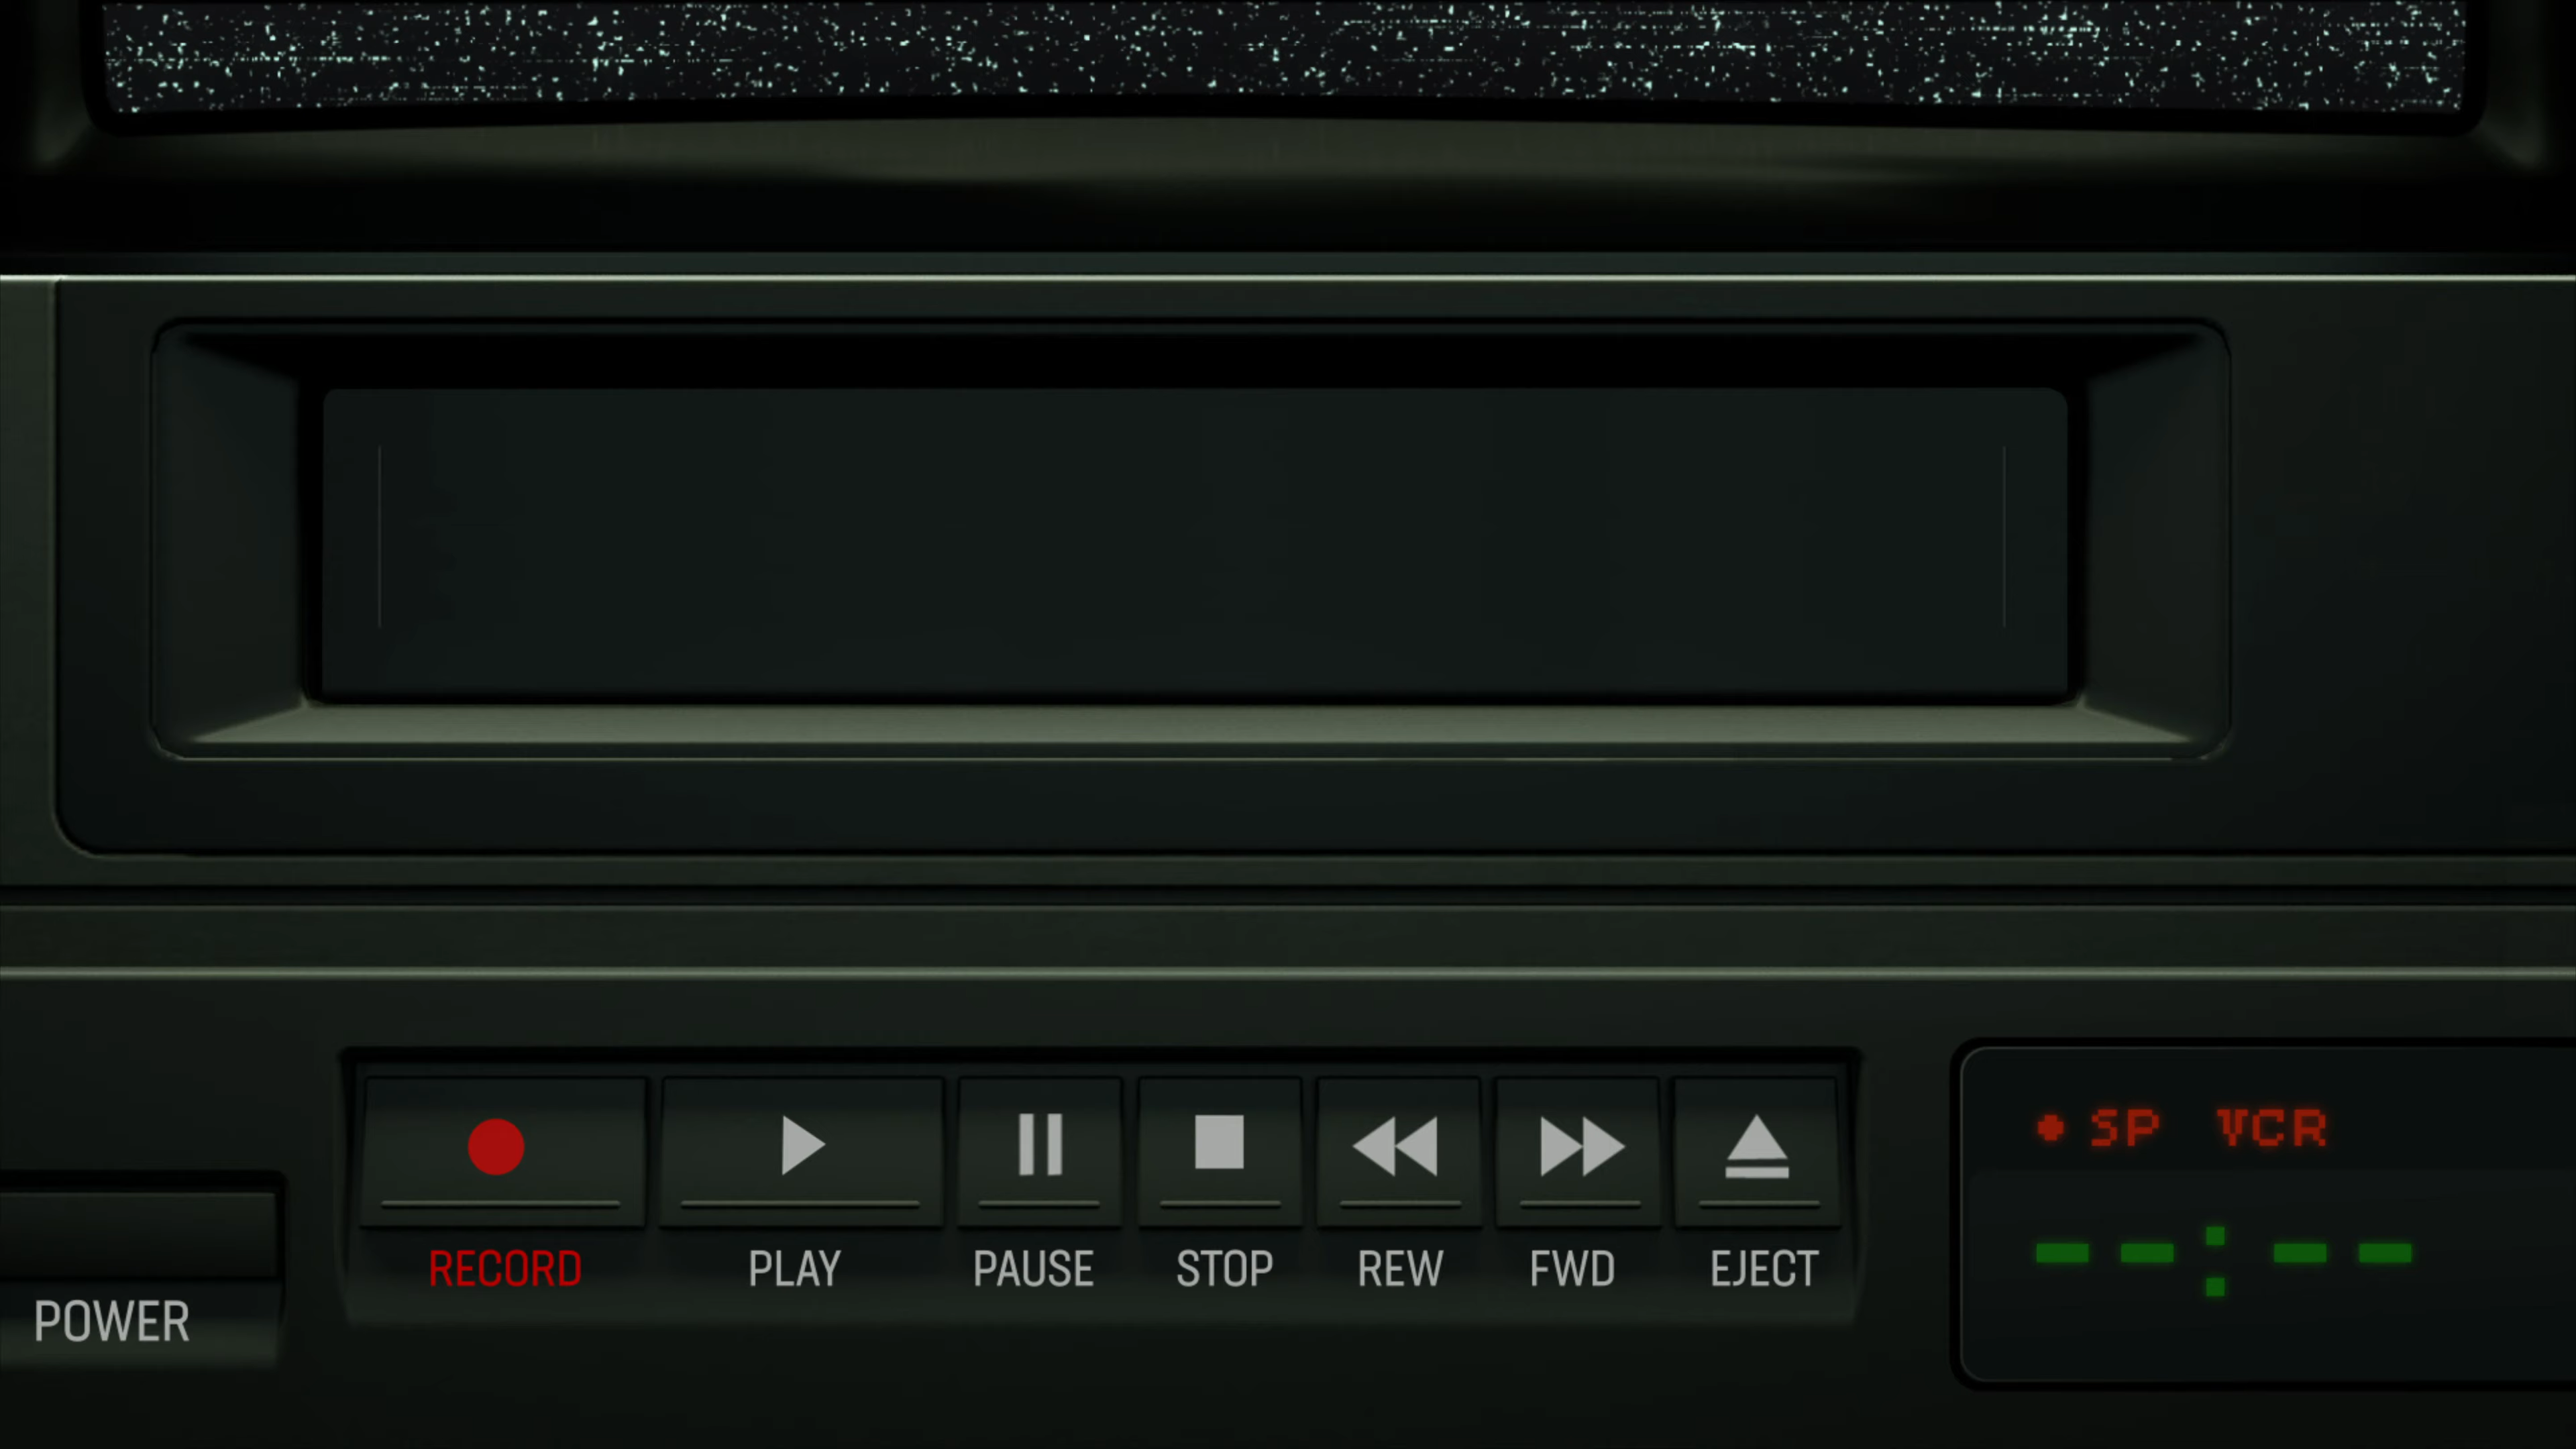 SP VCR
--:--
RECORD PLAY PAUSE STOP REW FWD EJECT
POWER